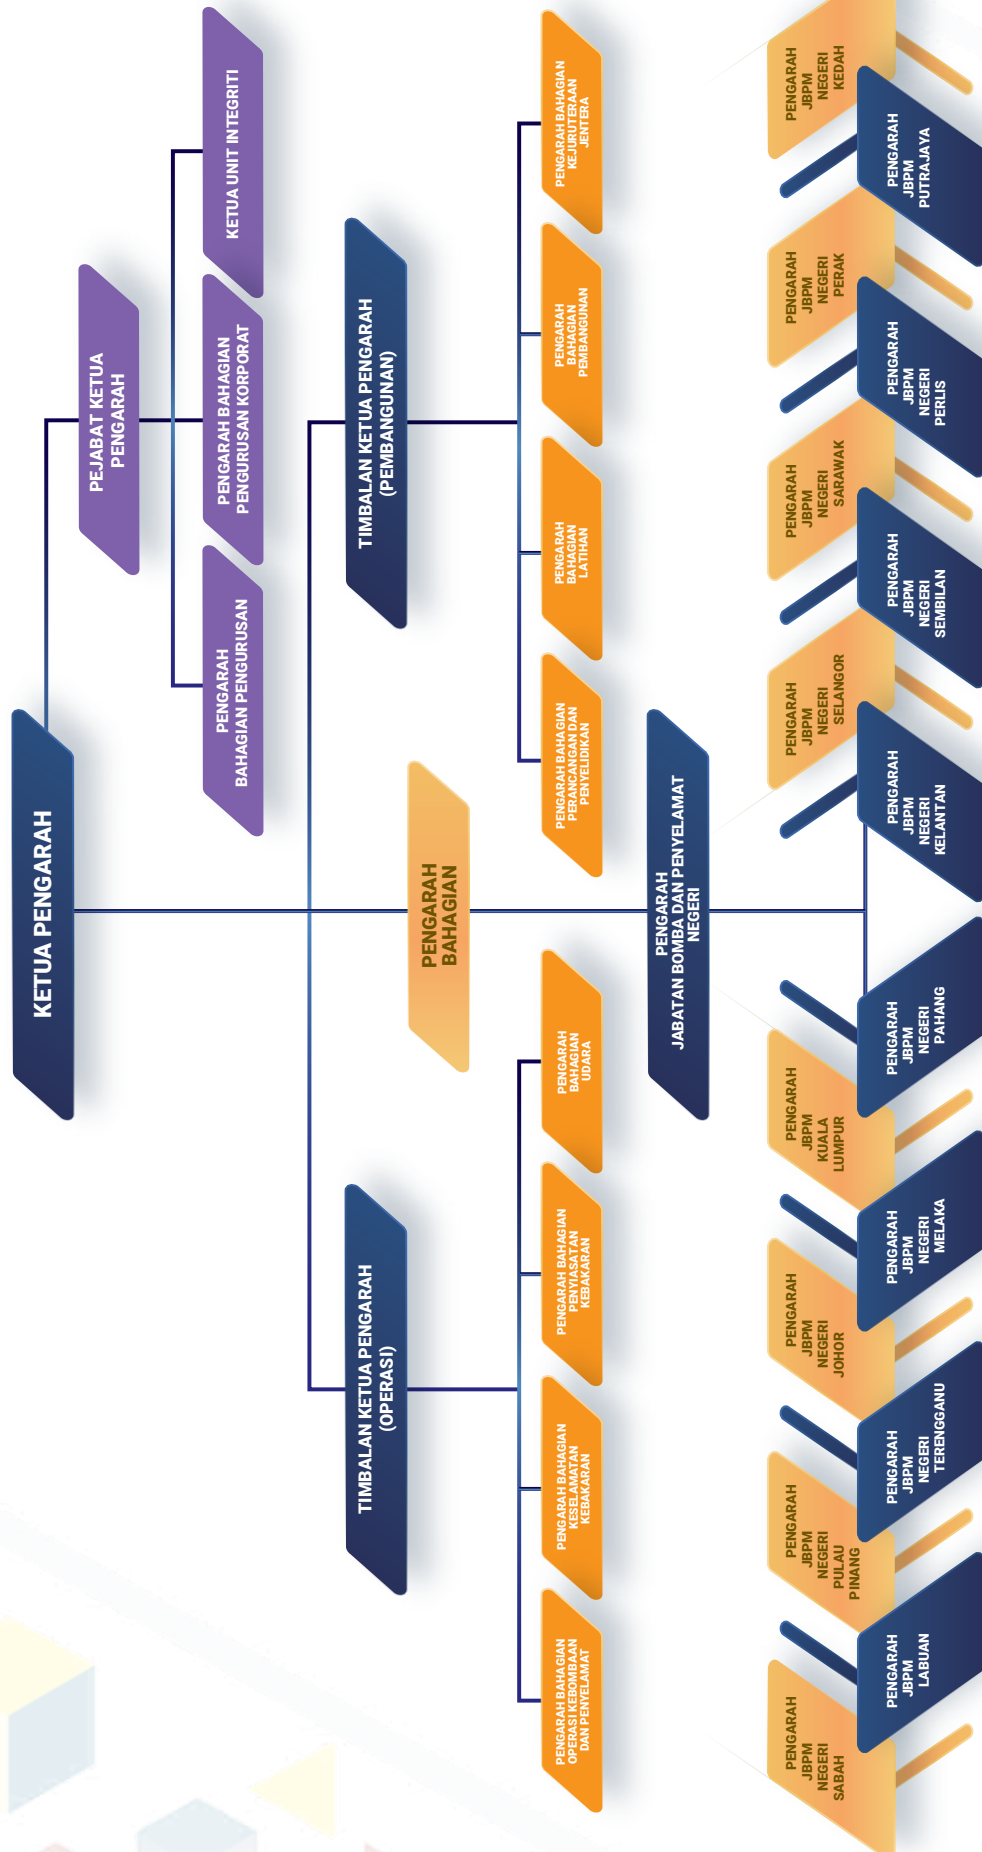 KETUA PENGARAH
PEJABAT KETUA
PENGARAH
PENGARAH
BAHAGIAN PENGURUSAN
PENGARAH BAHAGIAN
PENGURUSAN KORPORAT
KETUA UNIT INTEGRITI
TIMBALAN KETUA PENGARAH
(OPERASI)
TIMBALAN KETUA PENGARAH
(PEMBANGUNAN)
PENGARAH
BAHAGIAN
PENGARAH BAHAGIAN
OPERASI KEBOMBAAN
DAN PENYELAMAT
PENGARAH BAHAGIAN
KESELAMATAN
KEBAKARAN
PENGARAH BAHAGIAN
PENYIASATAN
KEBAKARAN
PENGARAH
BAHAGIAN
UDARA
PENGARAH BAHAGIAN
PERANCANGAN DAN
PENYELIDIKAN
PENGARAH
BAHAGIAN
LATIHAN
PENGARAH
BAHAGIAN
PEMBANGUNAN
PENGARAH BAHAGIAN
KEJURUTERAAN
JENTERA
PENGARAH
JABATAN BOMBA DAN PENYELAMAT
NEGERI
PENGARAH
JBPM
NEGERI
SABAH
PENGARAH
JBPM
NEGERI
PULAU
PINANG
PENGARAH
JBPM
NEGERI
JOHOR
PENGARAH
JBPM
KUALA
LUMPUR
PENGARAH
JBPM
NEGERI
SELANGOR
PENGARAH
JBPM
NEGERI
SARAWAK
PENGARAH
JBPM
NEGERI
PERAK
PENGARAH
JBPM
NEGERI
KEDAH
PENGARAH
JBPM
LABUAN
PENGARAH
JBPM
NEGERI
TERENGGANU
PENGARAH
JBPM
NEGERI
MELAKA
PENGARAH
JBPM
NEGERI
PAHANG
PENGARAH
JBPM
NEGERI
KELANTAN
PENGARAH
JBPM
NEGERI
SEMBILAN
PENGARAH
JBPM
NEGERI
PERLIS
PENGARAH
JBPM
PUTRAJAYA